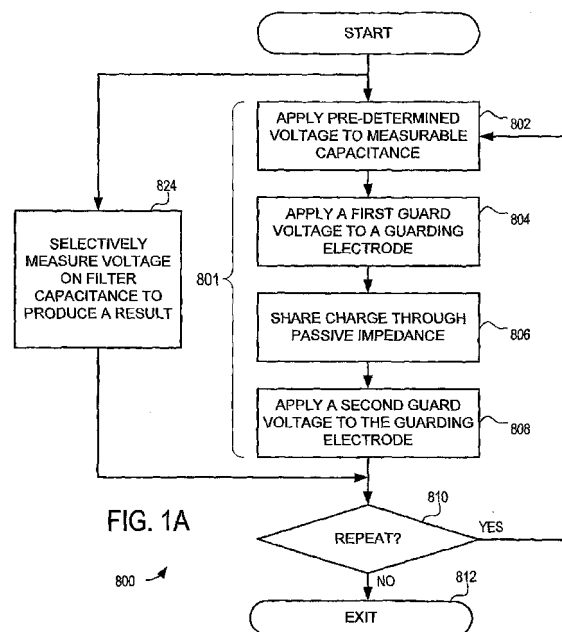 START
APPLY PRE-DETERMINED
VOLTAGE TO MEASURABLE
CAPACITANCE
802
824
SELECTIVELY
MEASURE VOLTAGE
ON FILTER
CAPACITANCE TO
PRODUCE A RESULT
801
APPLY A FIRST GUARD
VOLTAGE TO A GUARDING
ELECTRODE
804
SHARE CHARGE THROUGH
PASSIVE IMPEDANCE
806
APPLY A SECOND GUARD
VOLTAGE TO THE GUARDING
ELECTRODE
808
FIG. 1A
810
REPEAT?
YES
NO
800
812
EXIT